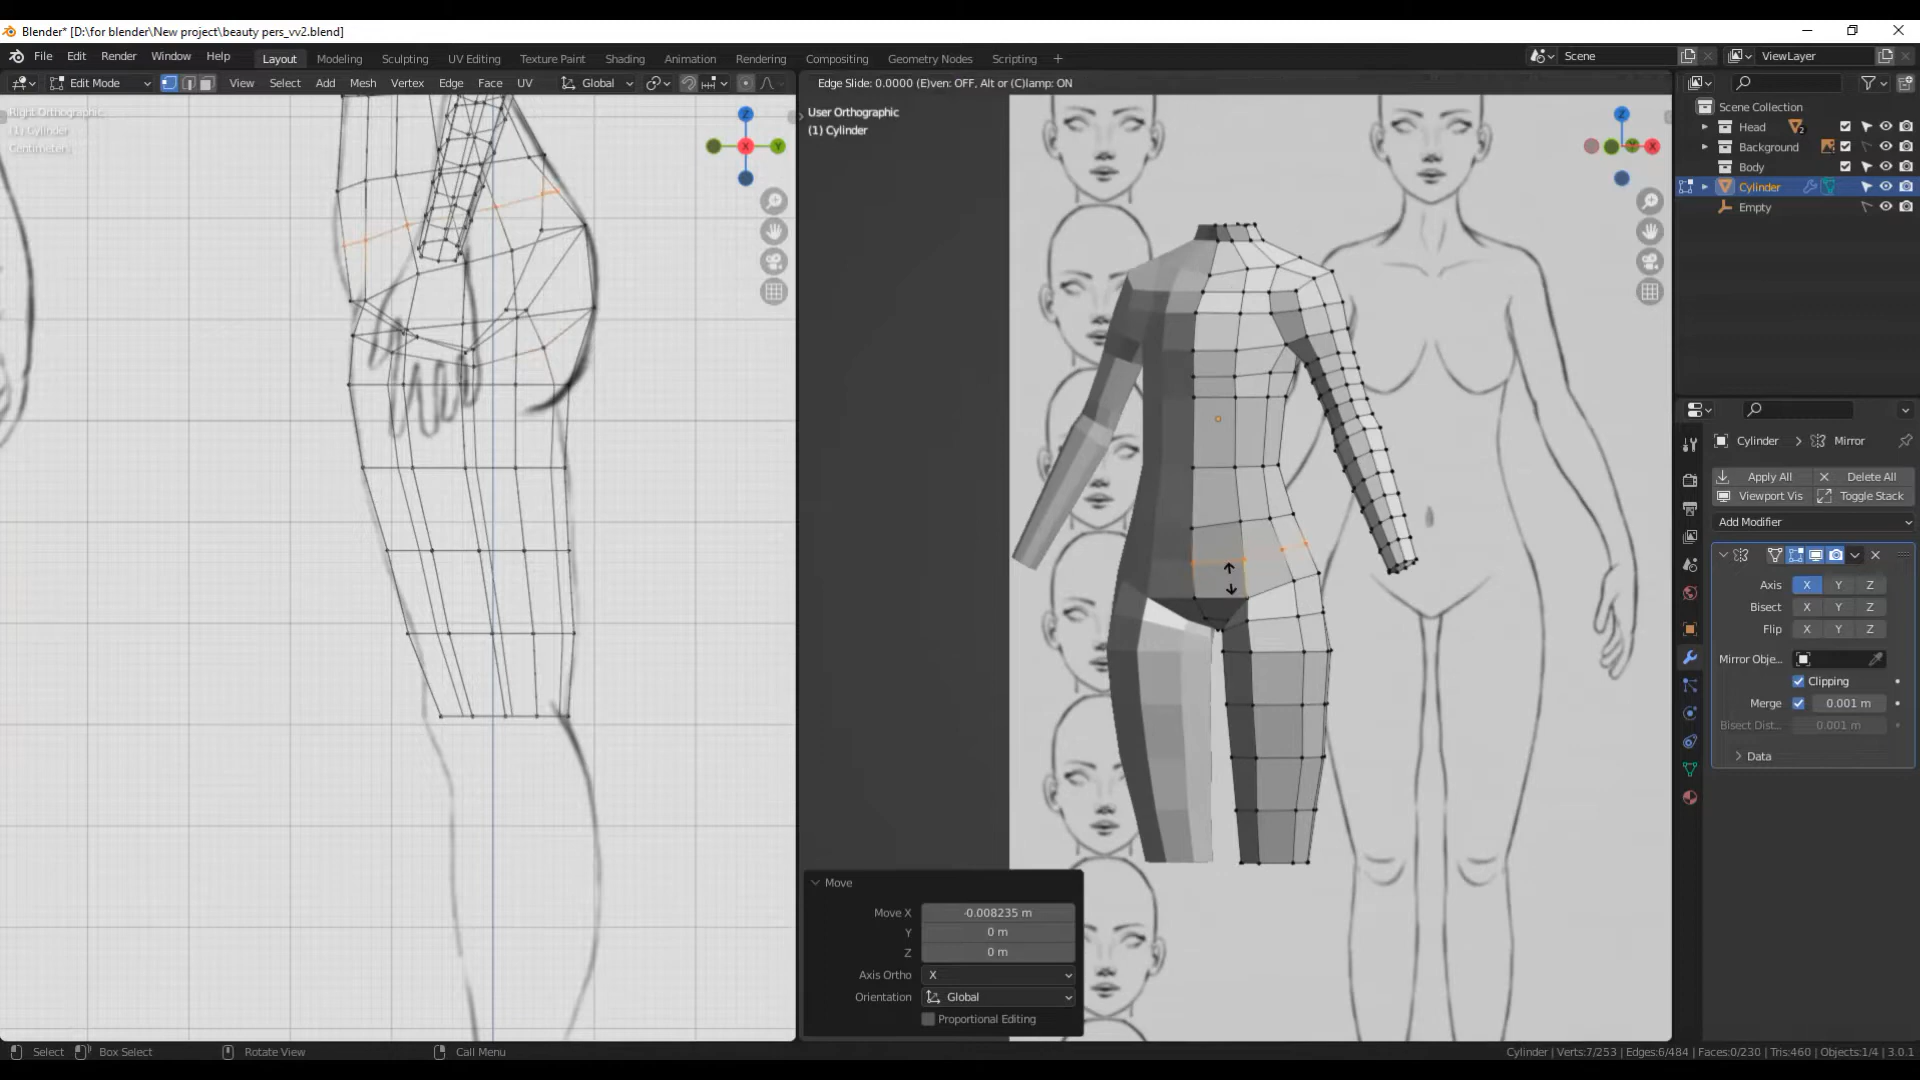 Blender* [D:\for blender\New project\beauty pers_vv2.blend]
File Edit Render Window Help Layout Modeling Sculpting UV Editing Texture Paint Shading Animation Rendering Compositing Geometry Nodes Scripting + Scene ViewLayer
Edit Mode View Select Add Mesh Vertex Edge Face UV Global Edge Slide: 0.0000 (E)ven: OFF, Alt or (C)lamp: ON
Right Orthographic
(1) Cylinder
Centimeters
User Orthographic
(1) Cylinder
Z
X
Y
Z
Y
X
Scene Collection
Head 2
Background
Body
Cylinder
Empty
Cylinder > Mirror
Apply All Delete All
Viewport Vis Toggle Stack
Add Modifier
Axis X Y Z
Bisect X Y Z
Flip X Y Z
Mirror Obje...
Clipping
Merge 0.001 m
Bisect Dist... 0.001 m
Data
Move
Move X -0.008235 m
Y 0 m
Z 0 m
Axis Ortho X
Orientation Global
Proportional Editing
Select Box Select Rotate View Call Menu Cylinder | Verts:7/253 | Edges:6/484 | Faces:0/230 | Tris:460 | Objects:1/4 | 3.0.1